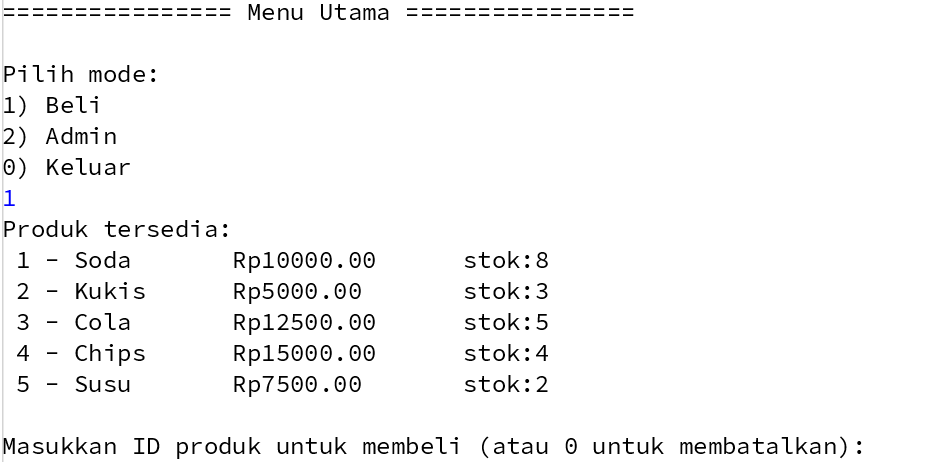 ================ Menu Utama ================
Pilih mode:
1) Beli
2) Admin
0) Keluar
1
Produk tersedia:
1 - Soda Rp10000.00 stok:8
2 - Kukis Rp5000.00 stok:3
3 - Cola Rp12500.00 stok:5
4 - Chips Rp15000.00 stok:4
5 - Susu Rp7500.00 stok:2
Masukkan ID produk untuk membeli (atau 0 untuk membatalkan):